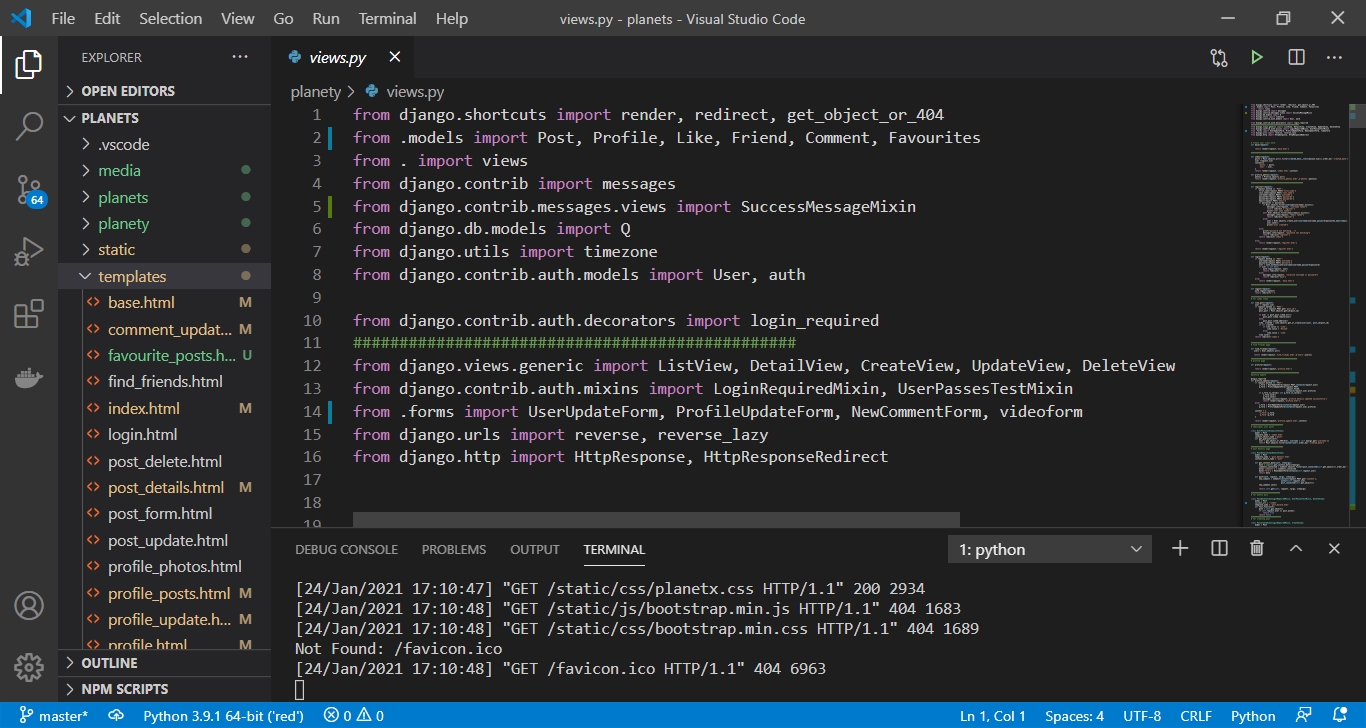 File Edit Selection View Go Run Terminal Help views.py - planets - Visual Studio Code
EXPLORER
OPEN EDITORS
PLANETS
.vscode
media
planets
planety
static
templates
base.html M
comment_updat... M
favourite_posts.h... U
find_friends.html
index.html M
login.html
post_delete.html
post_details.html M
post_form.html
post_update.html
profile_photos.html
profile_posts.html M
profile_update.h... M
profile.html M
OUTLINE
NPM SCRIPTS
64
views.py
planety > views.py
1 from django.shortcuts import render, redirect, get_object_or_404
2 from .models import Post, Profile, Like, Friend, Comment, Favourites
3 from . import views
4 from django.contrib import messages
5 from django.contrib.messages.views import SuccessMessageMixin
6 from django.db.models import Q
7 from django.utils import timezone
8 from django.contrib.auth.models import User, auth
9
10 from django.contrib.auth.decorators import login_required
11 ################################################
12 from django.views.generic import ListView, DetailView, CreateView, UpdateView, DeleteView
13 from django.contrib.auth.mixins import LoginRequiredMixin, UserPassesTestMixin
14 from .forms import UserUpdateForm, ProfileUpdateForm, NewCommentForm, videoform
15 from django.urls import reverse, reverse_lazy
16 from django.http import HttpResponse, HttpResponseRedirect
17
18
19
DEBUG CONSOLE PROBLEMS OUTPUT TERMINAL 1: python
[24/Jan/2021 17:10:47] "GET /static/css/planetx.css HTTP/1.1" 200 2934
[24/Jan/2021 17:10:48] "GET /static/js/bootstrap.min.js HTTP/1.1" 404 1683
[24/Jan/2021 17:10:48] "GET /static/css/bootstrap.min.css HTTP/1.1" 404 1689
Not Found: /favicon.ico
[24/Jan/2021 17:10:48] "GET /favicon.ico HTTP/1.1" 404 6963
master* Python 3.9.1 64-bit ('red') 0 0 Ln 1, Col 1 Spaces: 4 UTF-8 CRLF Python